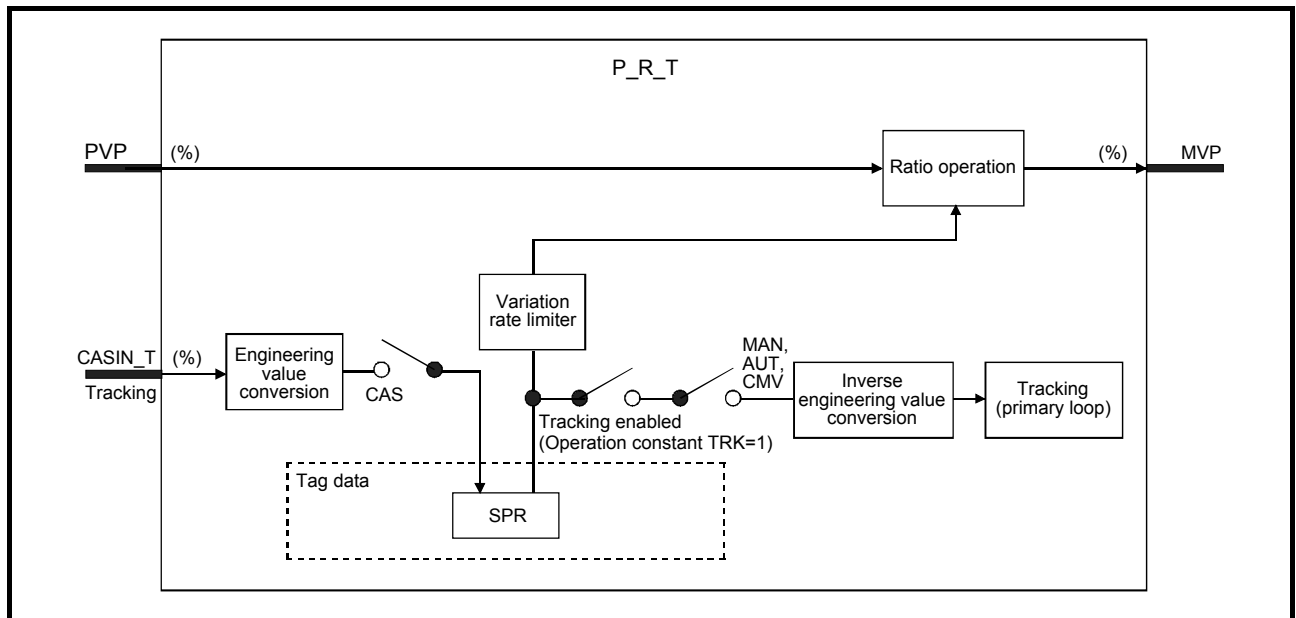 P_R_T
PVP
(%)
Ratio operation
(%)
MVP
Variation
rate limiter
CASIN_T
(%)
Tracking
Engineering
value
conversion
CAS
MAN,
AUT,
CMV
Tracking enabled
(Operation constant TRK=1)
Inverse
engineering value
conversion
Tracking
(primary loop)
Tag data
SPR